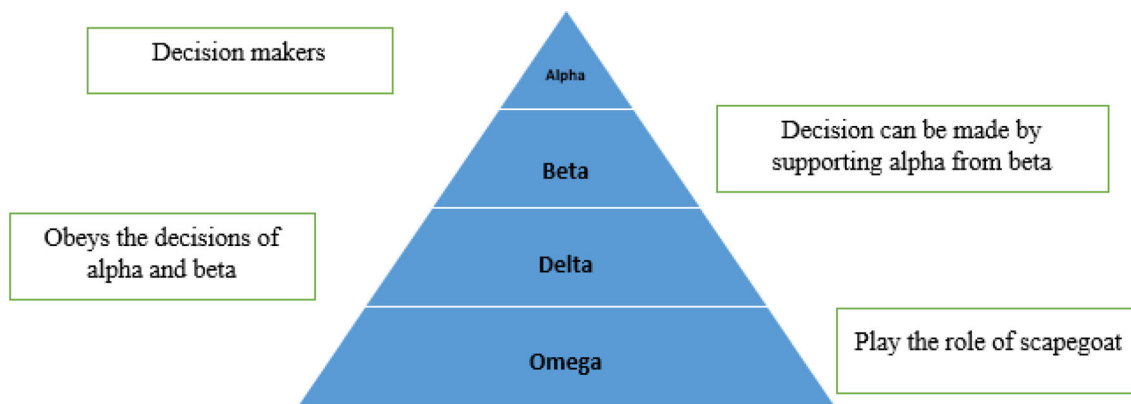 Decision makers
Alpha
Decision can be made by
supporting alpha from beta
Beta
Obeys the decisions of
alpha and beta
Delta
Play the role of scapegoat
Omega